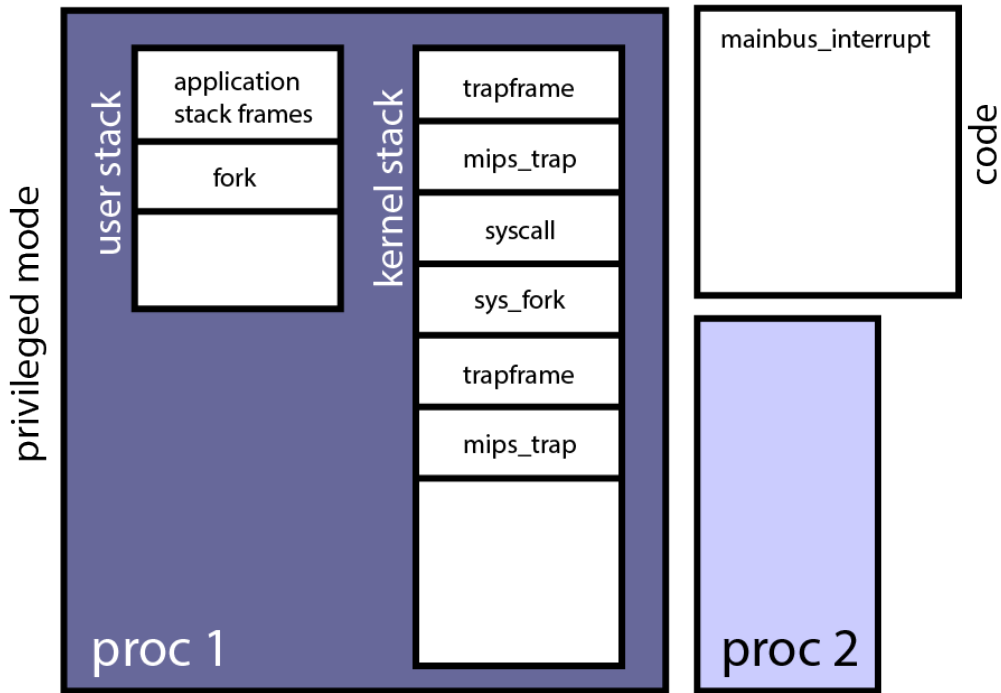 privileged mode
user stack
application
stack frames
fork
kernel stack
trapframe
mips_trap
syscall
sys_fork
trapframe
mips_trap
proc 1
mainbus_interrupt
code
proc 2